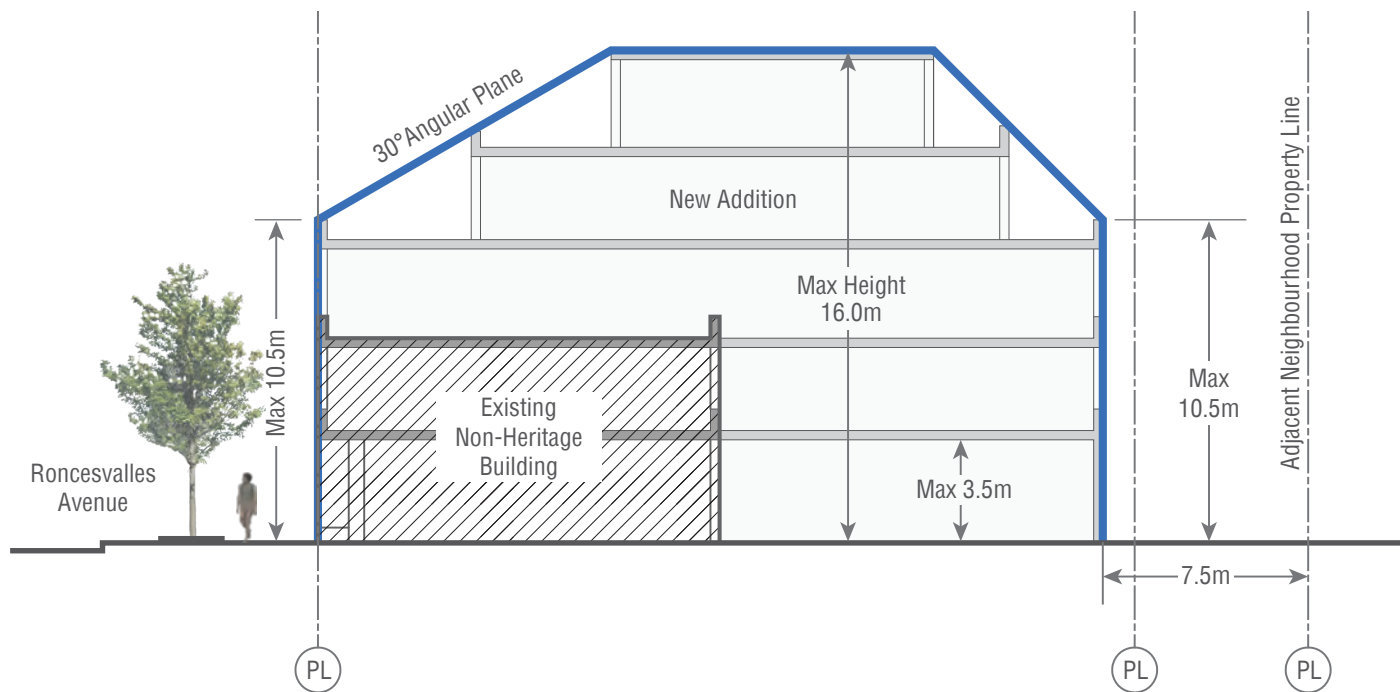 30°Angular Plane
New Addition
Max Height
16.0m
Max 10.5m
Existing
Non-Heritage
Building
Max 3.5m
Roncesvalles
Avenue
Max
10.5m
Adjacent Neighbourhood Property Line
7.5m
PL
PL
PL